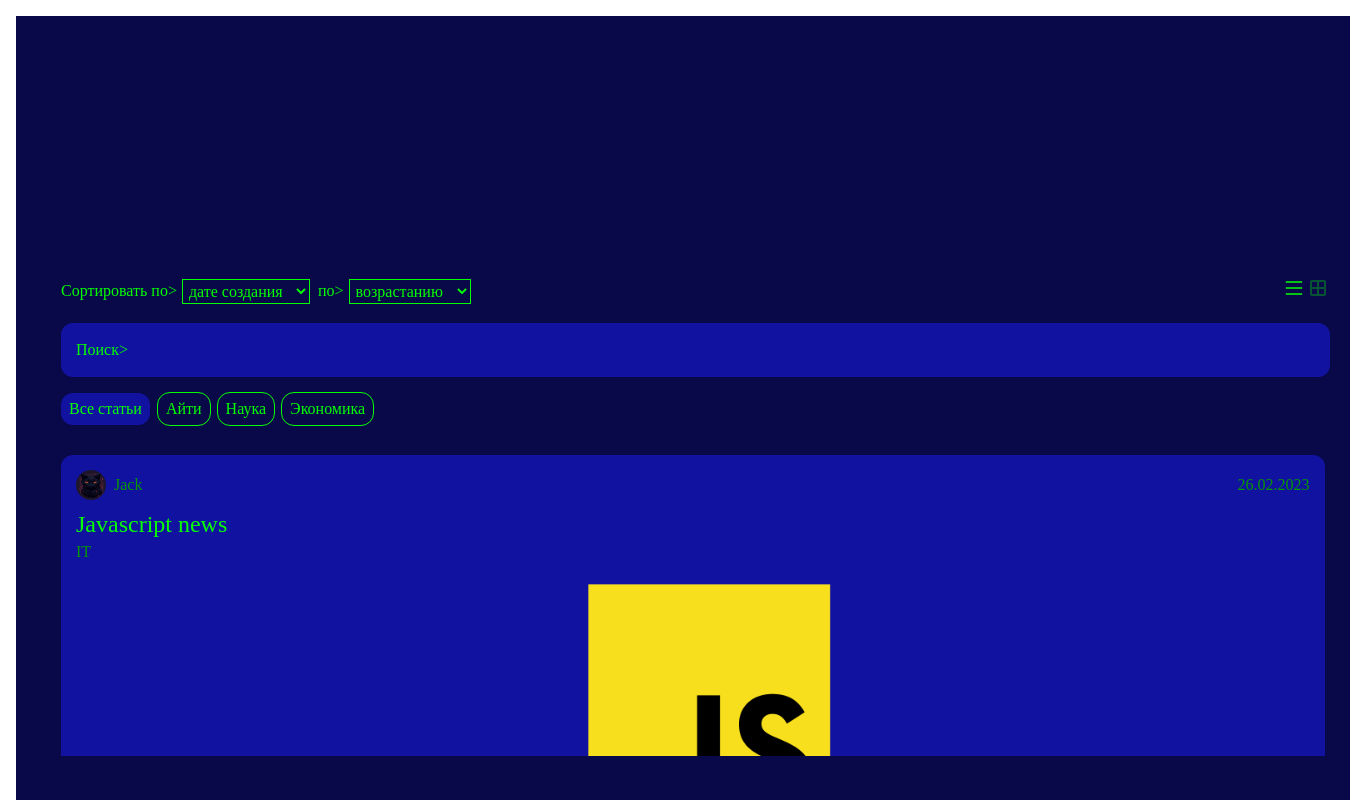 Сортировать по> дате создания по> возрастанию
Поиск>
Все статьи Айти Наука Экономика
Jack 26.02.2023
Javascript news
IT
JS